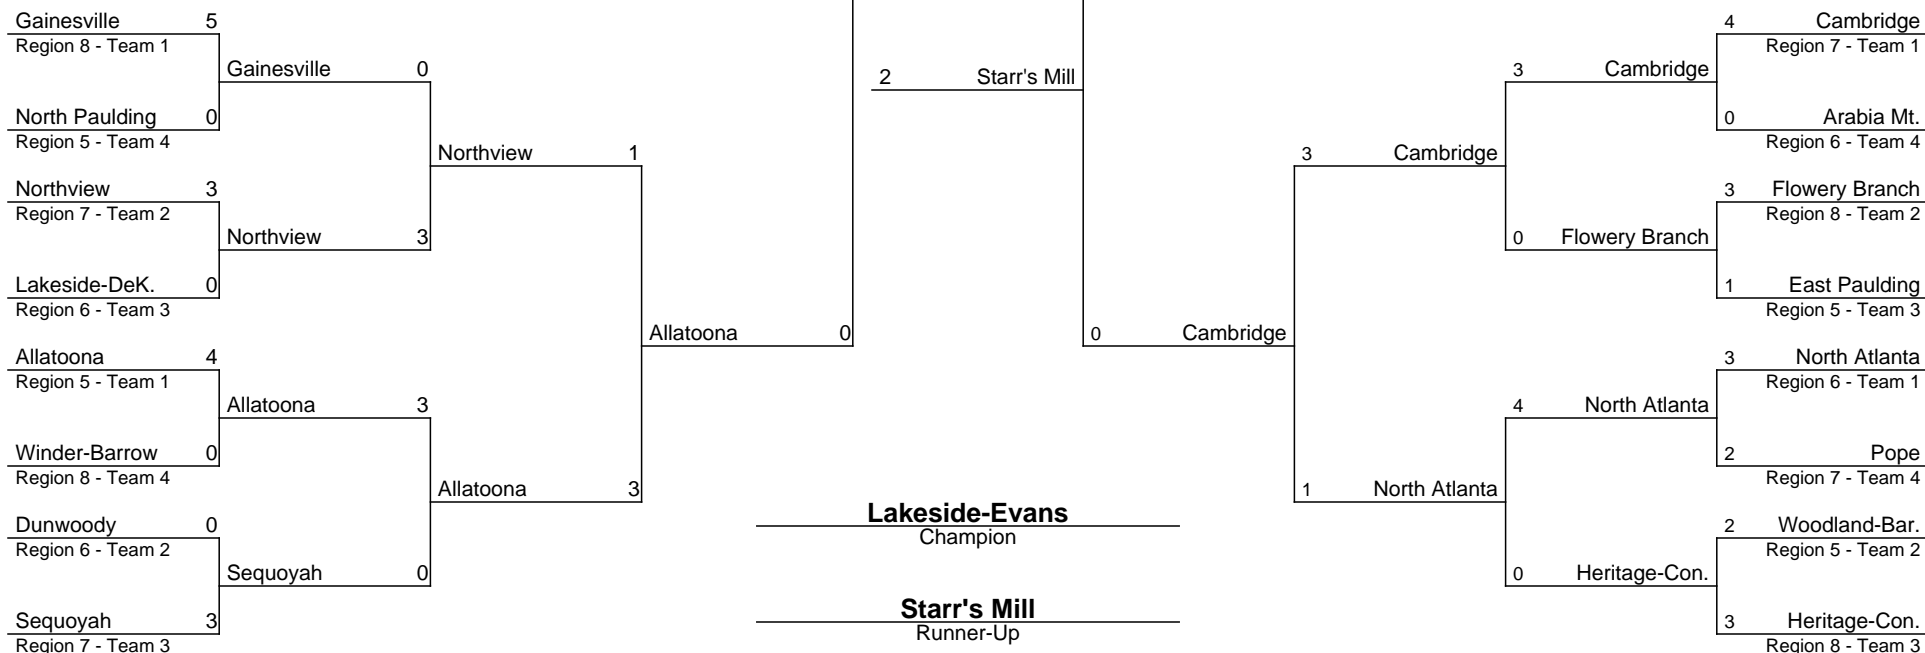 Gainesville 5
Region 8 - Team 1
Gainesville 0
North Paulding 0
Region 5 - Team 4
Northview 1
Northview 3
Region 7 - Team 2
Northview 3
Lakeside-DeK. 0
Region 6 - Team 3
Allatoona 0
Allatoona 4
Region 5 - Team 1
Allatoona 3
Winder-Barrow 0
Region 8 - Team 4
Allatoona 3
Dunwoody 0
Region 6 - Team 2
Sequoyah 0
Sequoyah 3
Region 7 - Team 3
2 Starr's Mill
Lakeside-Evans
Champion
Starr's Mill
Runner-Up
4 Cambridge
Region 7 - Team 1
3 Cambridge
0 Arabia Mt.
Region 6 - Team 4
3 Cambridge
3 Flowery Branch
Region 8 - Team 2
0 Flowery Branch
1 East Paulding
Region 5 - Team 3
0 Cambridge
3 North Atlanta
Region 6 - Team 1
4 North Atlanta
2 Pope
Region 7 - Team 4
1 North Atlanta
2 Woodland-Bar.
Region 5 - Team 2
0 Heritage-Con.
3 Heritage-Con.
Region 8 - Team 3